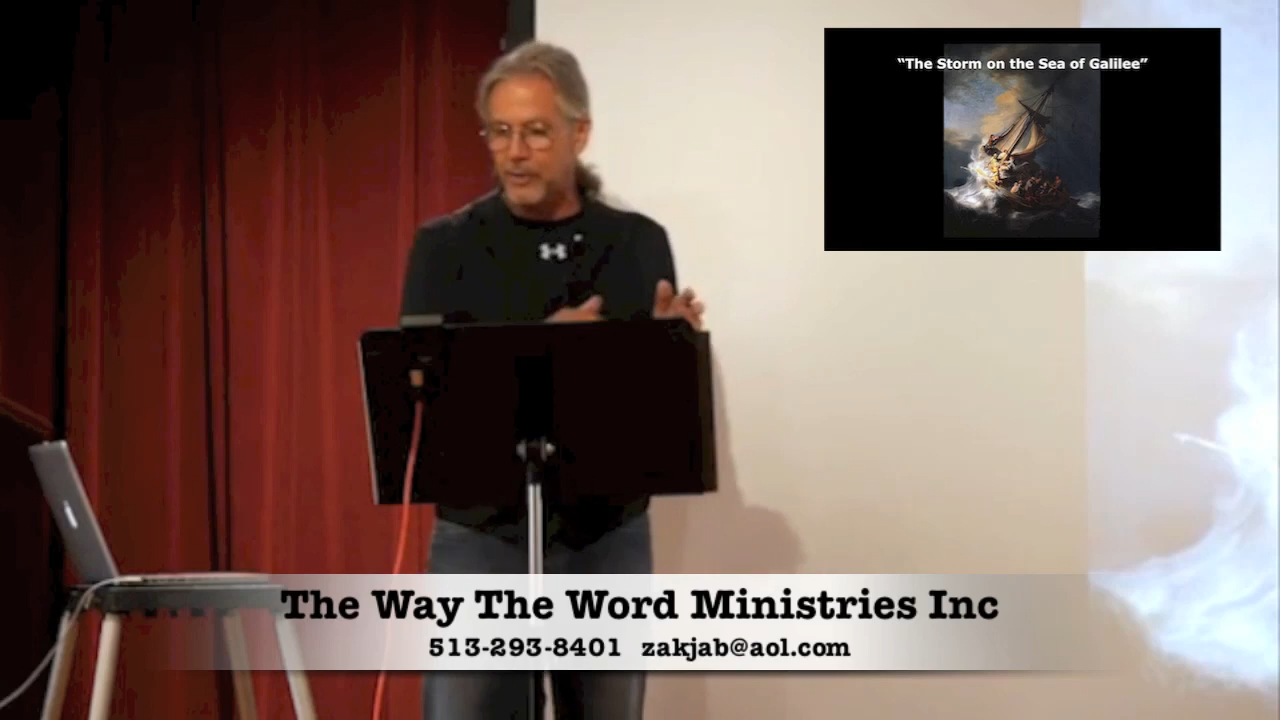 “The Storm on the Sea of Galilee”
The Way The Word Ministries Inc
513-293-8401 zakjab@aol.com